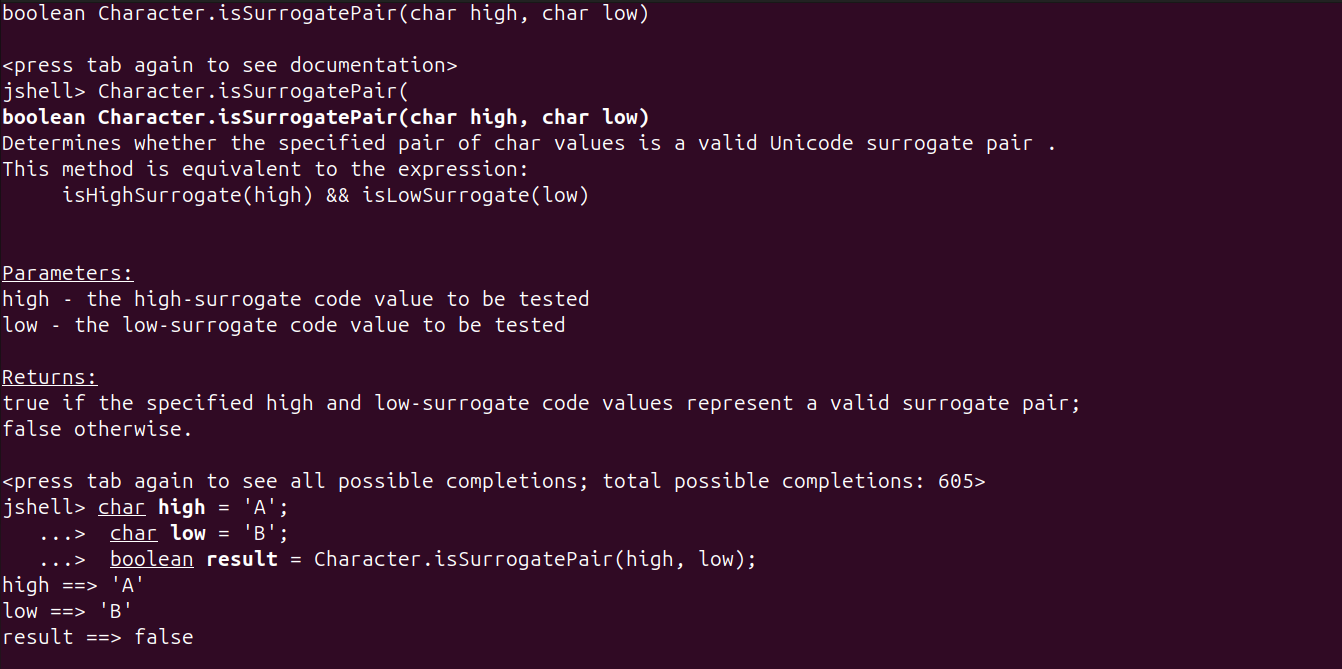 boolean Character.isSurrogatePair(char high, char low)
<press tab again to see documentation>
jshell> Character.isSurrogatePair(
boolean Character.isSurrogatePair(char high, char low)
Determines whether the specified pair of char values is a valid Unicode surrogate pair .
This method is equivalent to the expression:
     isHighSurrogate(high) && isLowSurrogate(low)
Parameters:
high - the high-surrogate code value to be tested
low - the low-surrogate code value to be tested
Returns:
true if the specified high and low-surrogate code values represent a valid surrogate pair;
false otherwise.
<press tab again to see all possible completions; total possible completions: 605>
jshell> char high = 'A';
   ...>  char low = 'B';
   ...>  boolean result = Character.isSurrogatePair(high, low);
high ==> 'A'
low ==> 'B'
result ==> false